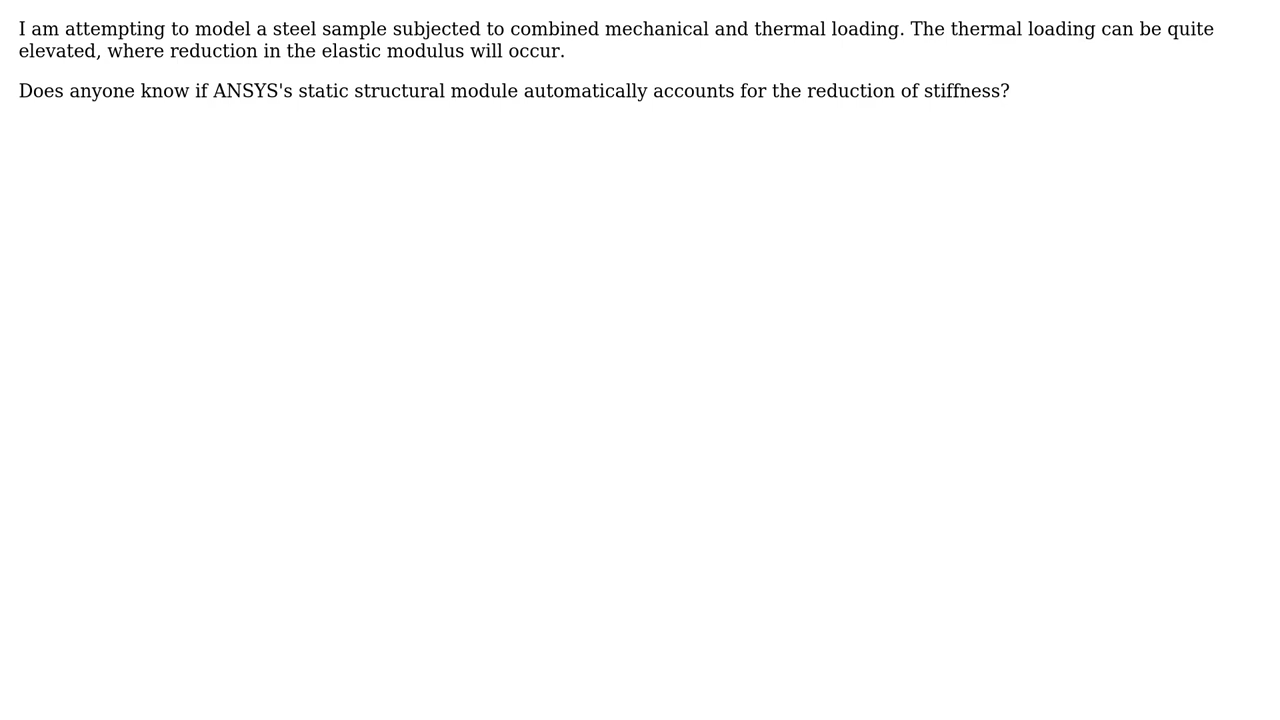 I am attempting to model a steel sample subjected to combined mechanical and thermal loading. The thermal loading can be quite
elevated, where reduction in the elastic modulus will occur.
Does anyone know if ANSYS's static structural module automatically accounts for the reduction of stiffness?